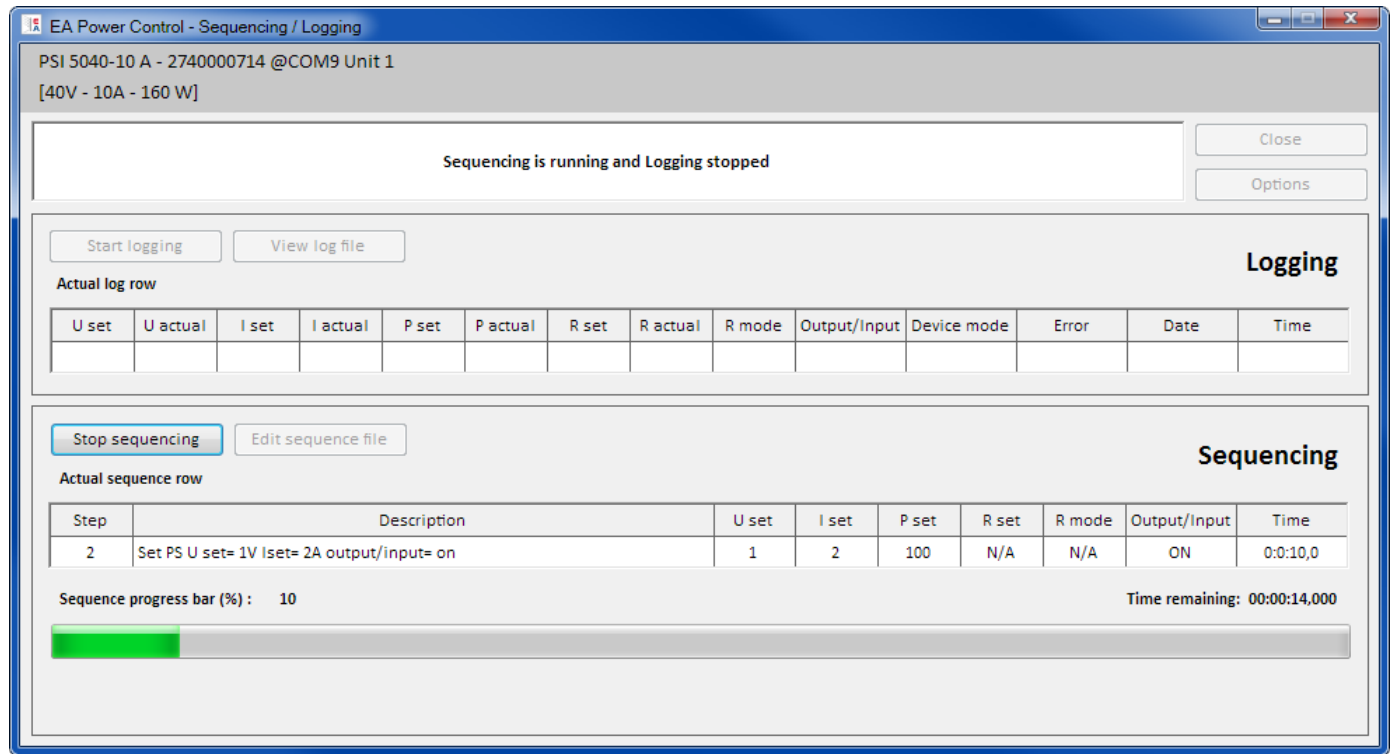 EA Power Control - Sequencing / Logging
PSI 5040-10 A - 2740000714 @COM9 Unit 1
[40V - 10A - 160 W]
Sequencing is running and Logging stopped
Close
Options
Start logging View log file
Logging
Actual log row
U set U actual I set I actual P set P actual R set R actual R mode Output/Input Device mode Error Date Time
Stop sequencing Edit sequence file
Sequencing
Actual sequence row
Step Description U set I set P set R set R mode Output/Input Time
2 Set PS U set= 1V Iset= 2A output/input= on 1 2 100 N/A N/A ON 0:0:10,0
Sequence progress bar (%) : 10 Time remaining: 00:00:14,000